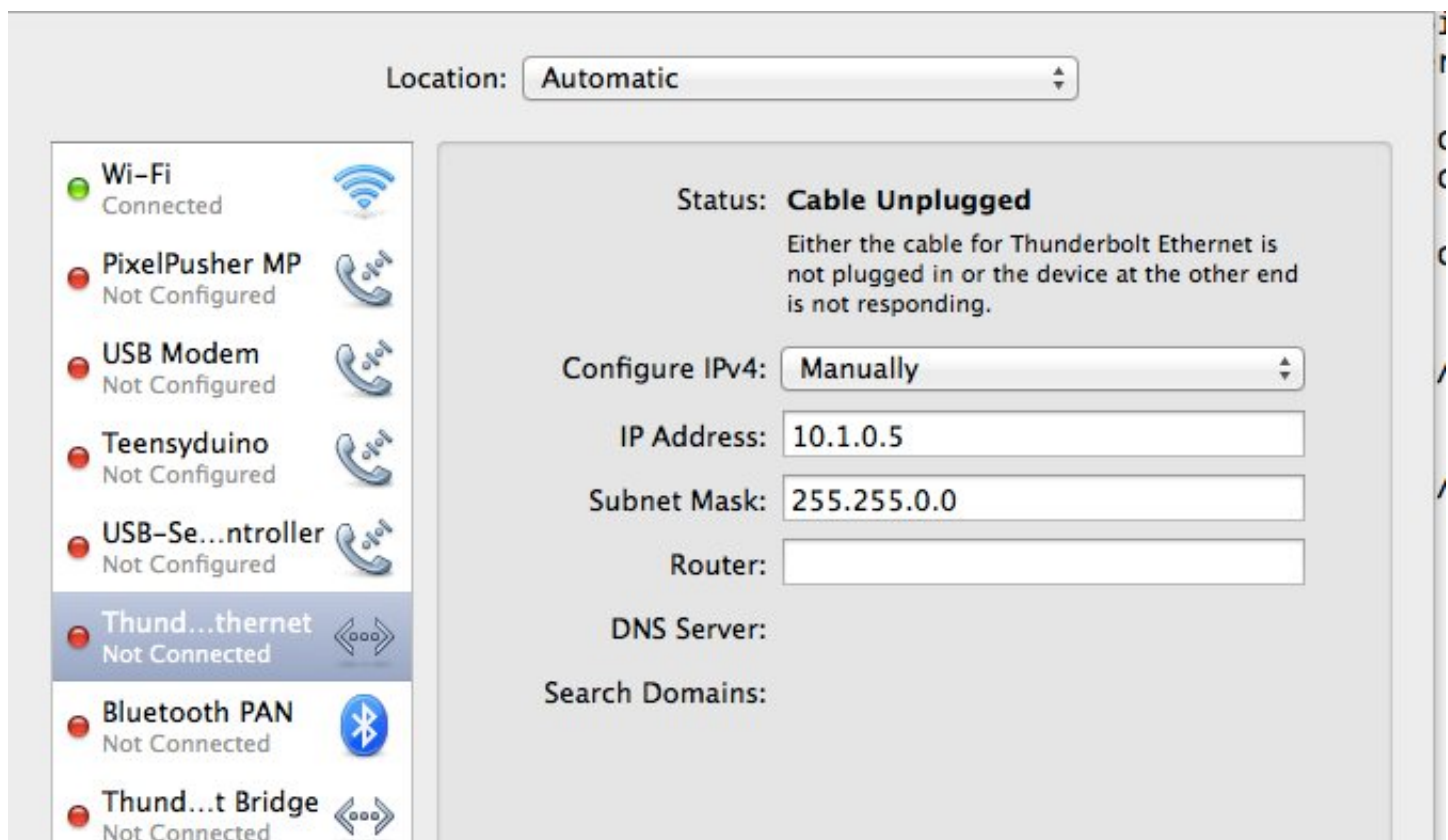 Location: Automatic
Wi-Fi
Connected
PixelPusher MP
Not Configured
USB Modem
Not Configured
Teensyduino
Not Configured
USB-Se...ntroller
Not Configured
Thund...thernet
Not Connected
Bluetooth PAN
Not Connected
Thund...t Bridge
Not Connected
Status: Cable Unplugged
Either the cable for Thunderbolt Ethernet is
not plugged in or the device at the other end
is not responding.
Configure IPv4: Manually
IP Address: 10.1.0.5
Subnet Mask: 255.255.0.0
Router:
DNS Server:
Search Domains: